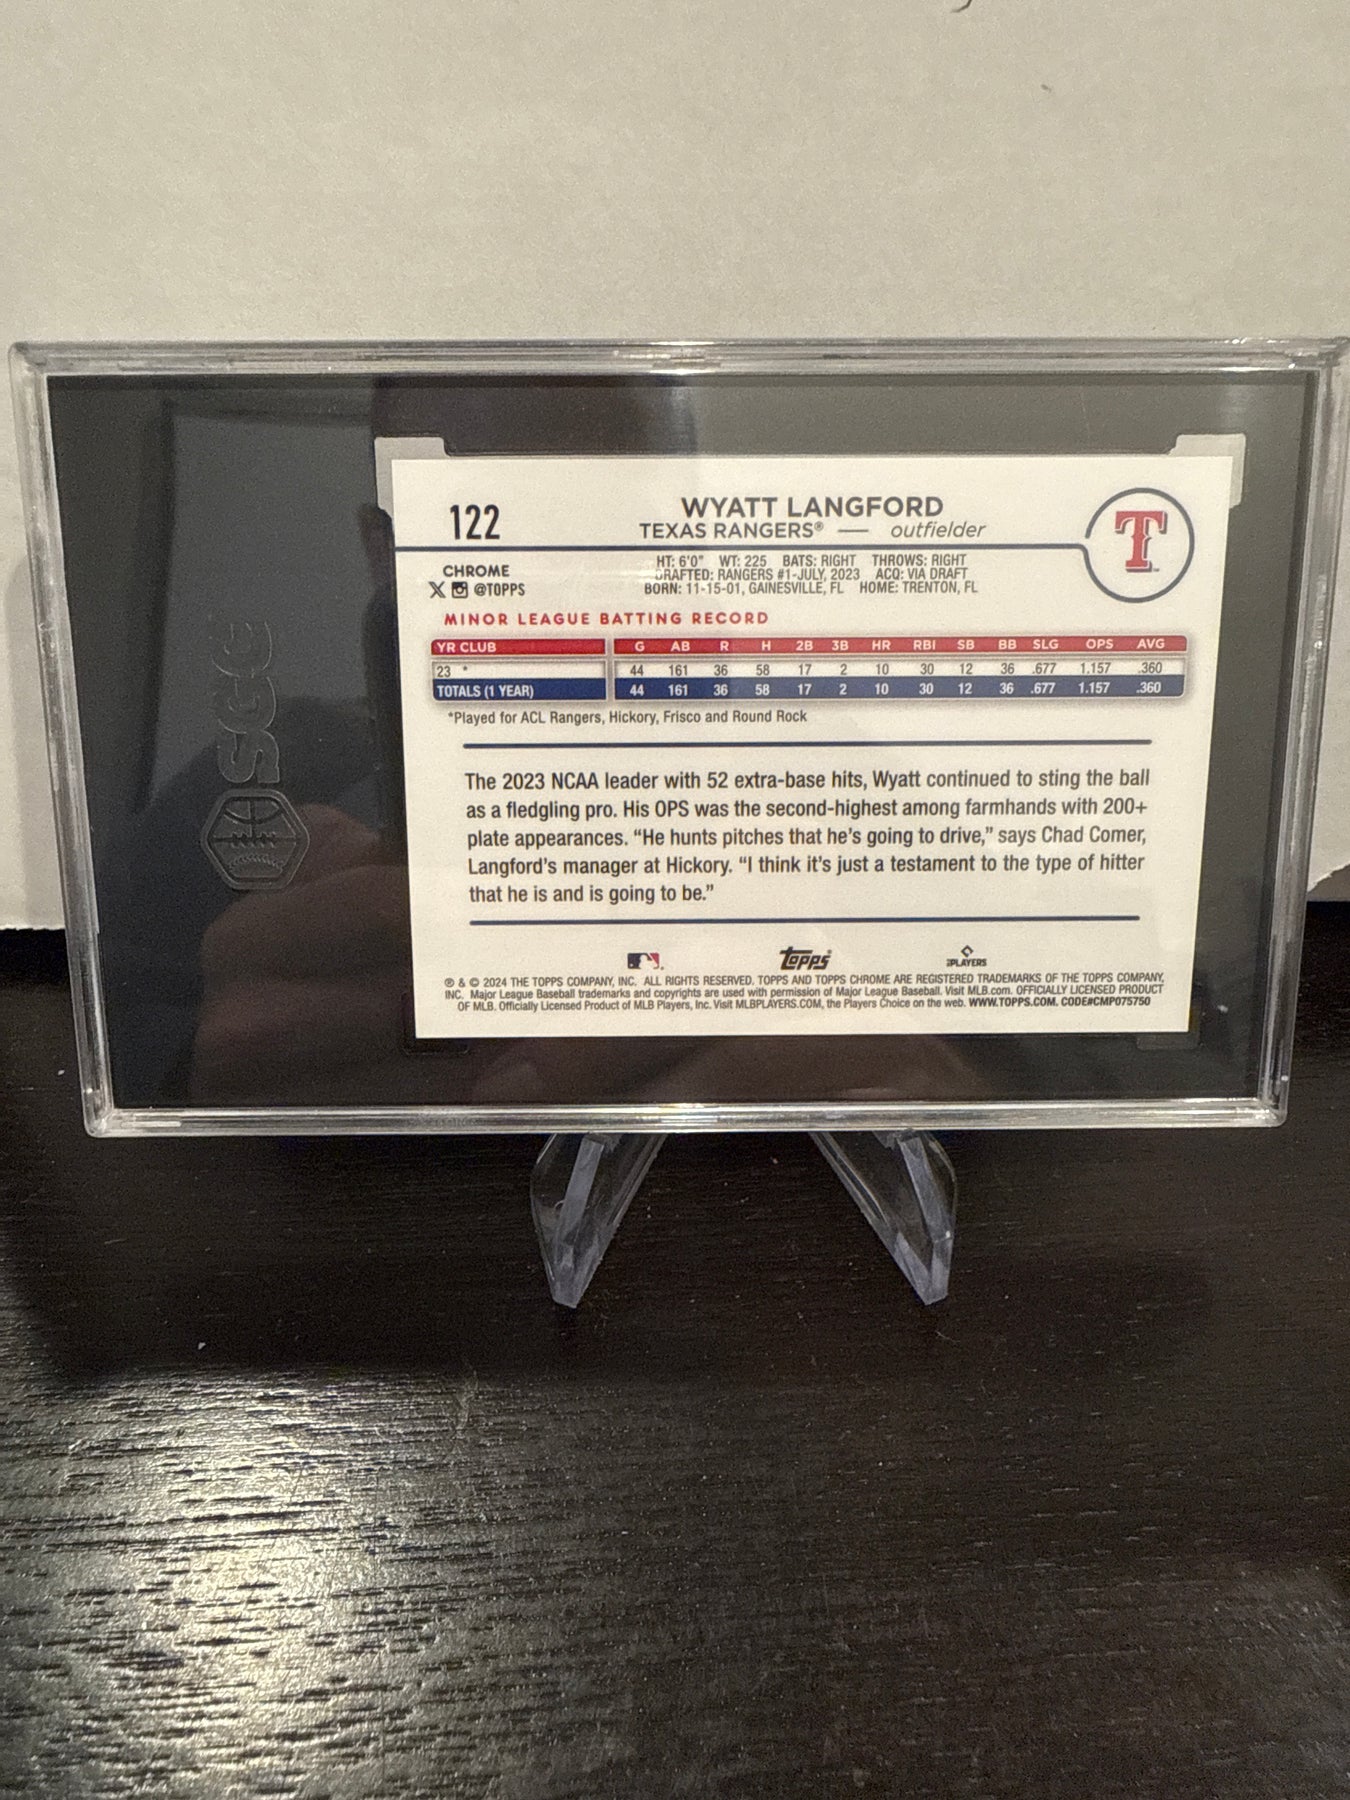 122
WYATT LANGFORD
TEXAS RANGERS® — outfielder
T
CHROME
X @TOPPS
HT: 6'0" WT: 225 BATS: RIGHT THROWS: RIGHT
DRAFTED: RANGERS #1-JULY, 2023 ACQ: VIA DRAFT
BORN: 11-15-01, GAINESVILLE, FL HOME: TRENTON, FL
MINOR LEAGUE BATTING RECORD
YR CLUB G AB R H 2B 3B HR RBI SB BB SLG OPS AVG
23 * 44 161 36 58 17 2 10 30 12 36 .677 1.157 .360
TOTALS (1 YEAR) 44 161 36 58 17 2 10 30 12 36 .677 1.157 .360
*Played for ACL Rangers, Hickory, Frisco and Round Rock
The 2023 NCAA leader with 52 extra-base hits, Wyatt continued to sting the ball
as a fledgling pro. His OPS was the second-highest among farmhands with 200+
plate appearances. “He hunts pitches that he's going to drive,” says Chad Comer,
Langford's manager at Hickory. “I think it's just a testament to the type of hitter
that he is and is going to be.”
Topps
PLAYERS
® & © 2024 THE TOPPS COMPANY, INC. ALL RIGHTS RESERVED. TOPPS AND TOPPS CHROME ARE REGISTERED TRADEMARKS OF THE TOPPS COMPANY,
INC. Major League Baseball trademarks and copyrights are used with permission of Major League Baseball. Visit MLB.com. OFFICIALLY LICENSED PRODUCT
OF MLB. Officially Licensed Product of MLB Players, Inc. Visit MLBPLAYERS.COM, the Players Choice on the web. WWW.TOPPS.COM. CODE#CMP075750
SGC